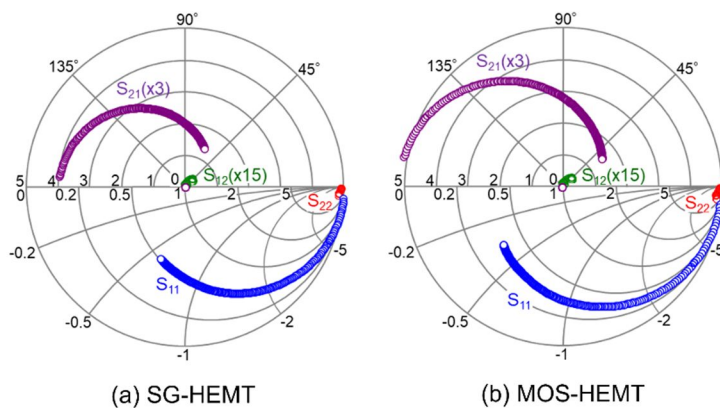 90° 90°
135° 45° 135° 45°
S21(x3) S21(x3)
S12(x15) S12(x15)
5 4 3 2 1 0 5 4 3 2 1 0
0 0.2 0.5 1 2 5 0 0.2 0.5 1 2 5
S22 S22
-0.2 -5 -0.2 -5
S11 S11
-0.5 -2 -0.5 -2
-1 -1
(a) SG-HEMT (b) MOS-HEMT